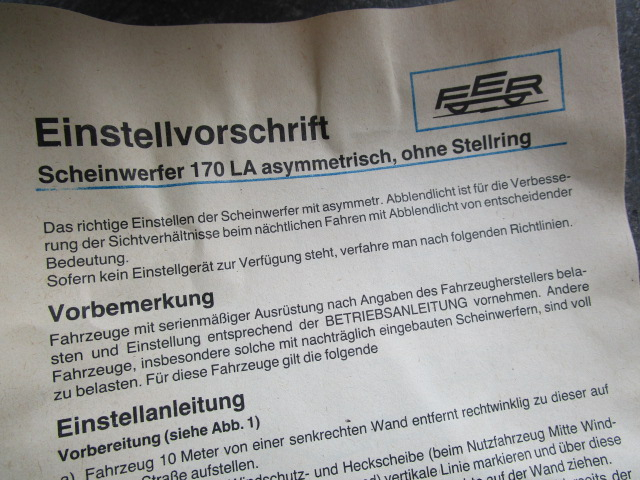 FER
Einstellvorschrift
Scheinwerfer 170 LA asymmetrisch, ohne Stellring
Das richtige Einstellen der Scheinwerfer mit asymmetr. Abblendlicht ist für die Verbesse-
rung der Sichtverhältnisse beim nächtlichen Fahren mit Abblendlicht von entscheidender
Bedeutung.
Sofern kein Einstellgerät zur Verfügung steht, verfahre man nach folgenden Richtlinien.
Vorbemerkung
Fahrzeuge mit serienmäßiger Ausrüstung nach Angaben des Fahrzeugherstellers bela-
sten und Einstellung entsprechend der BETRIEBSANLEITUNG vornehmen. Andere
Fahrzeuge, insbesondere solche mit nachträglich eingebauten Scheinwerfern, sind voll
zu belasten. Für diese Fahrzeuge gilt die folgende
Einstellanleitung
Vorbereitung (siehe Abb. 1)
a) Fahrzeug 10 Meter von einer senkrechten Wand entfernt rechtwinklig zu dieser auf
Straße aufstellen.
Windschutz- und Heckscheibe (beim Nutzfahrzeug Mitte Wind-
vertikale Linie markieren und über diese
auf der Wand ziehen.
der